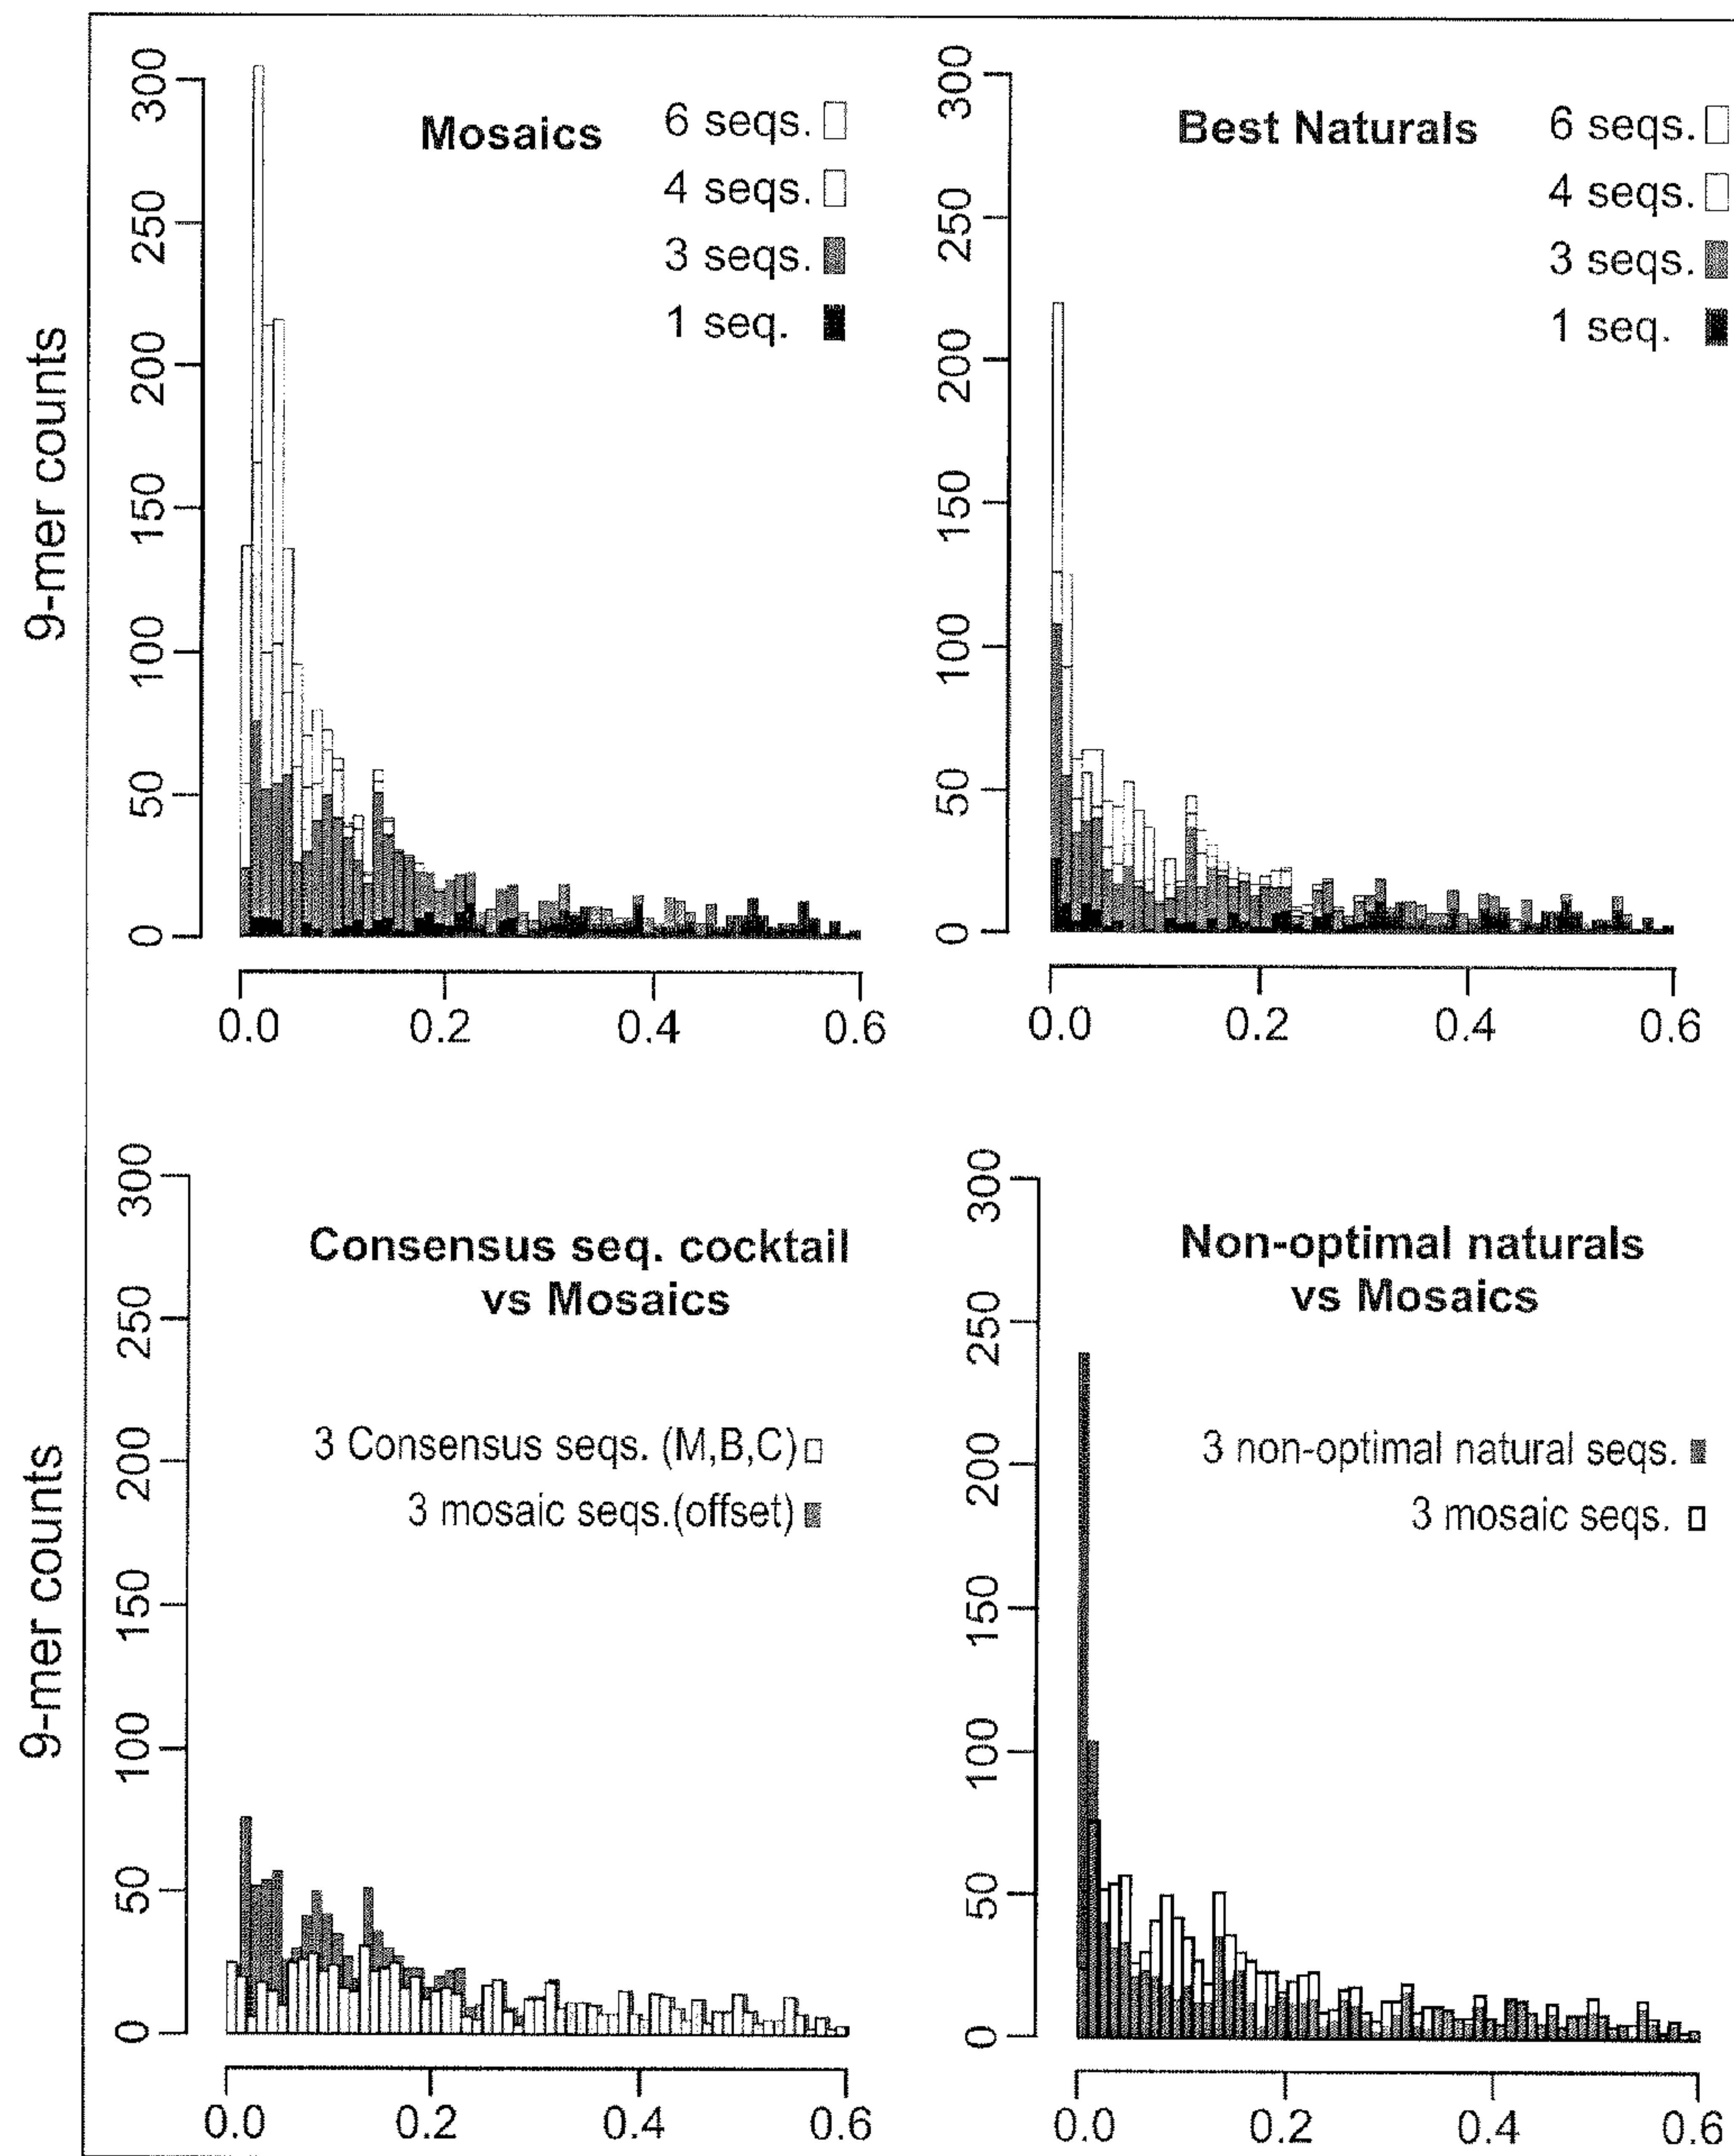 9-mer counts
300
250
200
150
100
50
0
Mosaics
6 seqs.
4 seqs.
3 seqs.
1 seq.
0.0 0.2 0.4 0.6
300
250
200
150
100
50
0
Best Naturals
6 seqs.
4 seqs.
3 seqs.
1 seq.
0.0 0.2 0.4 0.6
9-mer counts
300
250
200
150
100
50
0
Consensus seq. cocktail
vs Mosaics
3 Consensus seqs. (M,B,C)
3 mosaic seqs.(offset)
0.0 0.2 0.4 0.6
300
250
200
150
100
50
0
Non-optimal naturals
vs Mosaics
3 non-optimal natural seqs.
3 mosaic seqs.
0.0 0.2 0.4 0.6